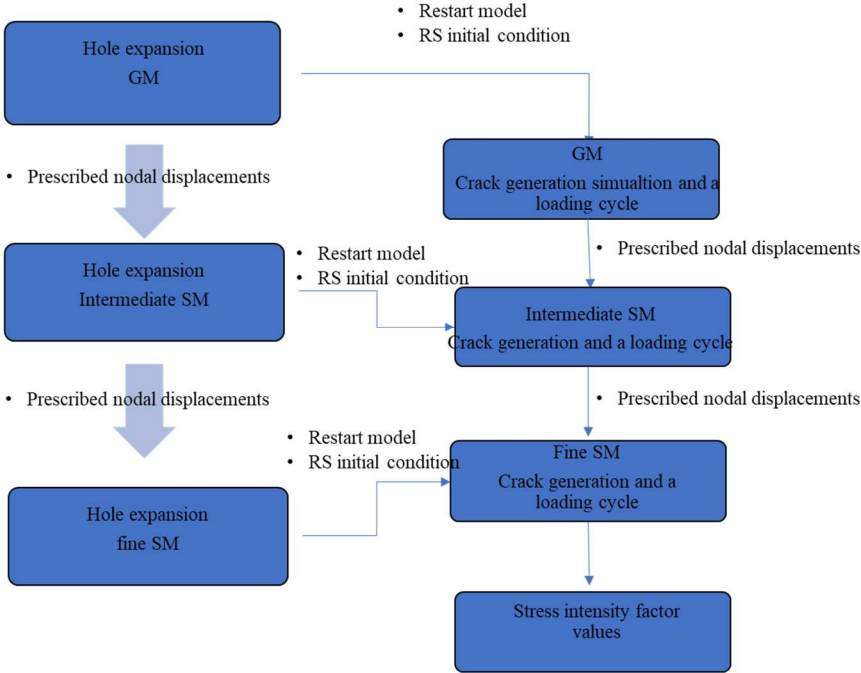 • Restart model
• RS initial condition
Hole expansion
GM
GM
Crack generation simualtion and a
loading cycle
• Prescribed nodal displacements
• Prescribed nodal displacements
Hole expansion
Intermediate SM
• Restart model
• RS initial condition
Intermediate SM
Crack generation and a loading cycle
• Prescribed nodal displacements
• Prescribed nodal displacements
• Restart model
• RS initial condition
Fine SM
Crack generation and a
loading cycle
Hole expansion
fine SM
Stress intensity factor
values